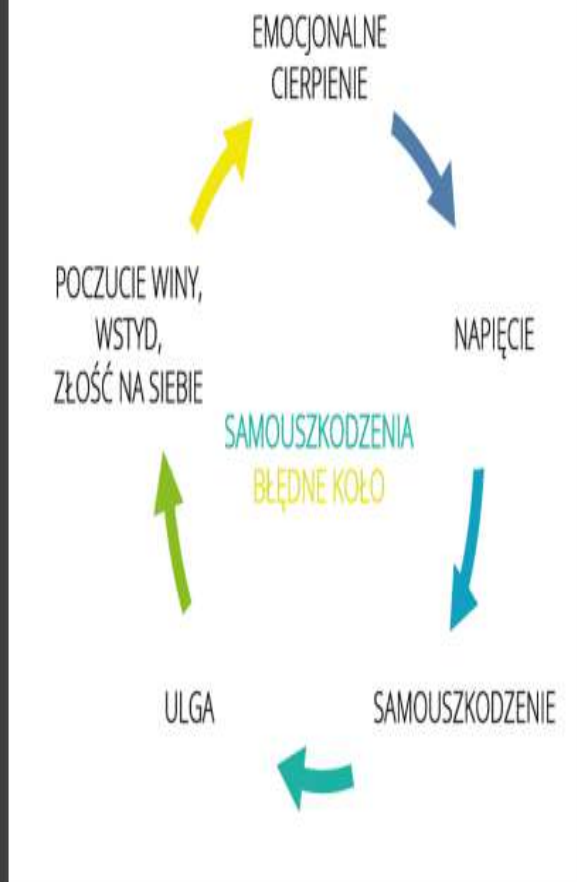 EMOCJONALNE
CIERPIENIE
NAPIĘCIE
SAMOUSZKODZENIE
ULGA
POCZUCIE WINY,
WSTYD,
ZŁOŚĆ NA SIEBIE
SAMOUSZKODZENIA
BŁĘDNE KOŁO